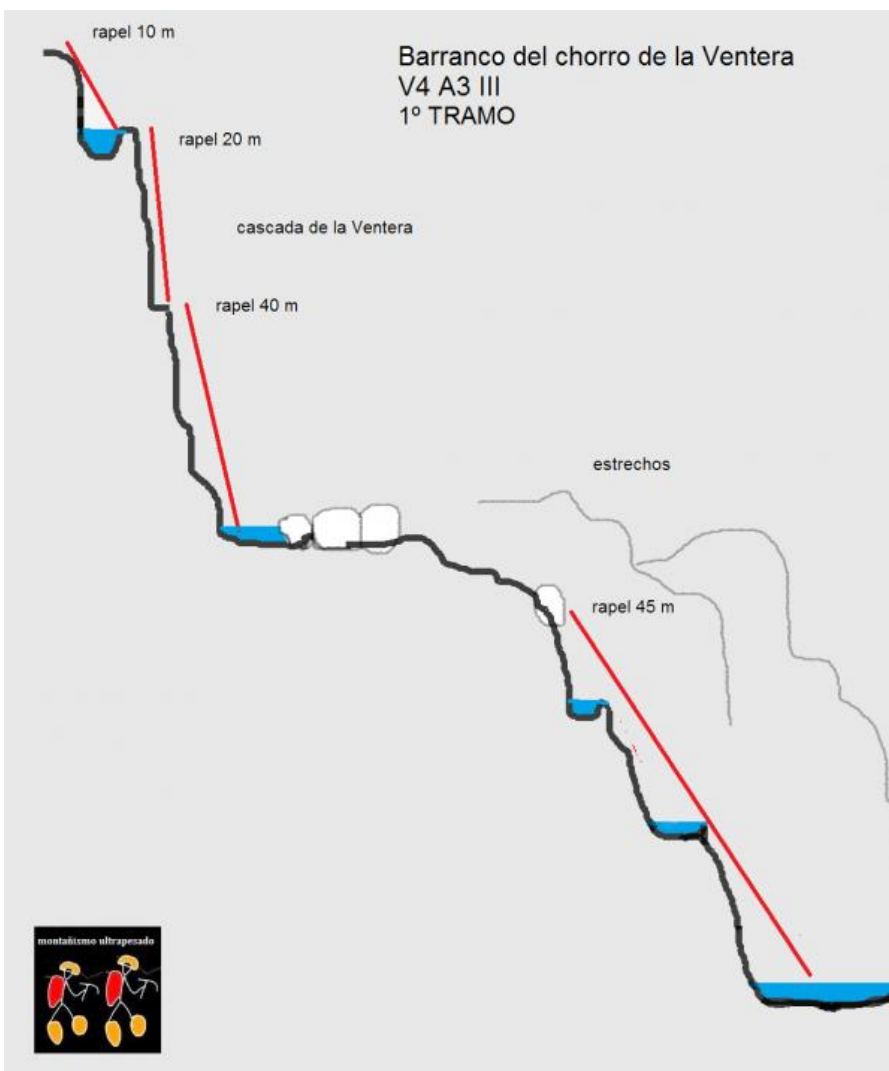 rapel 10 m
Barranco del chorro de la Ventera
V4 A3 III
1º TRAMO
rapel 20 m
cascada de la Ventera
rapel 40 m
estrechos
rapel 45 m
montañismo ultrapesado